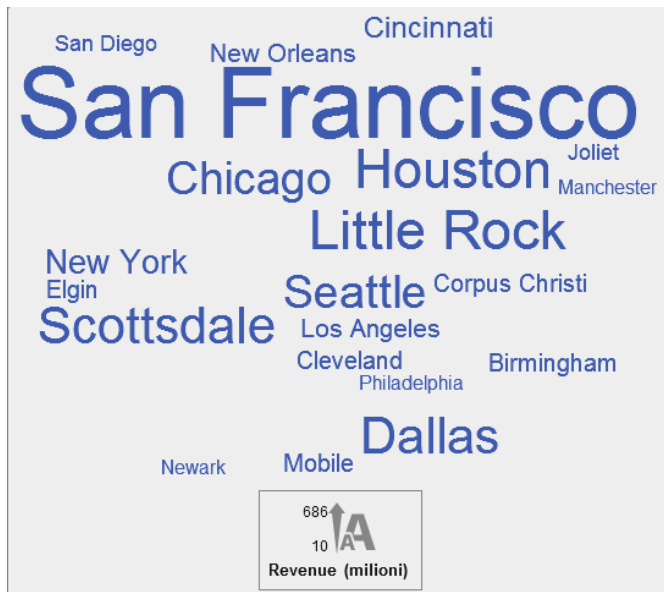 Cincinnati
San Diego
New Orleans
San Francisco
Joliet
Chicago
Houston
Manchester
Little Rock
New York
Elgin
Seattle
Corpus Christi
Scottsdale
Los Angeles
Cleveland
Birmingham
Philadelphia
Dallas
Newark
Mobile
686
A
A
10
Revenue (milioni)